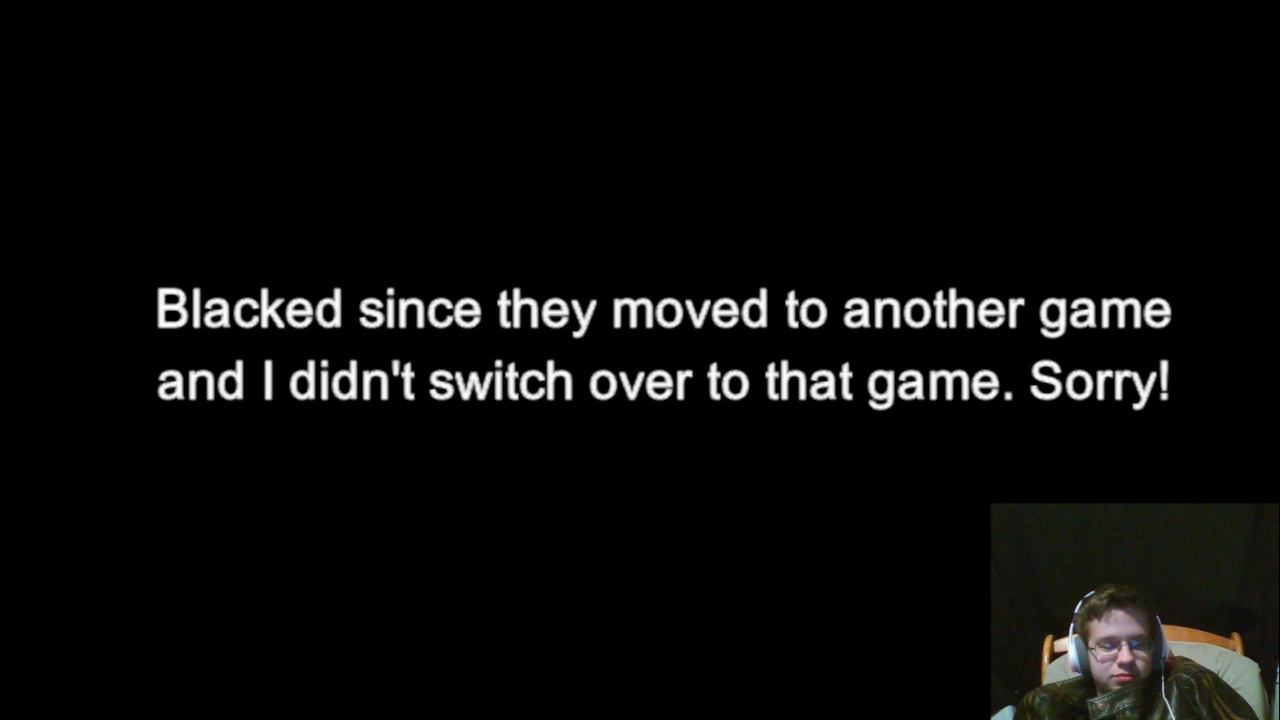 Blacked since they moved to another game
and I didn't switch over to that game. Sorry!